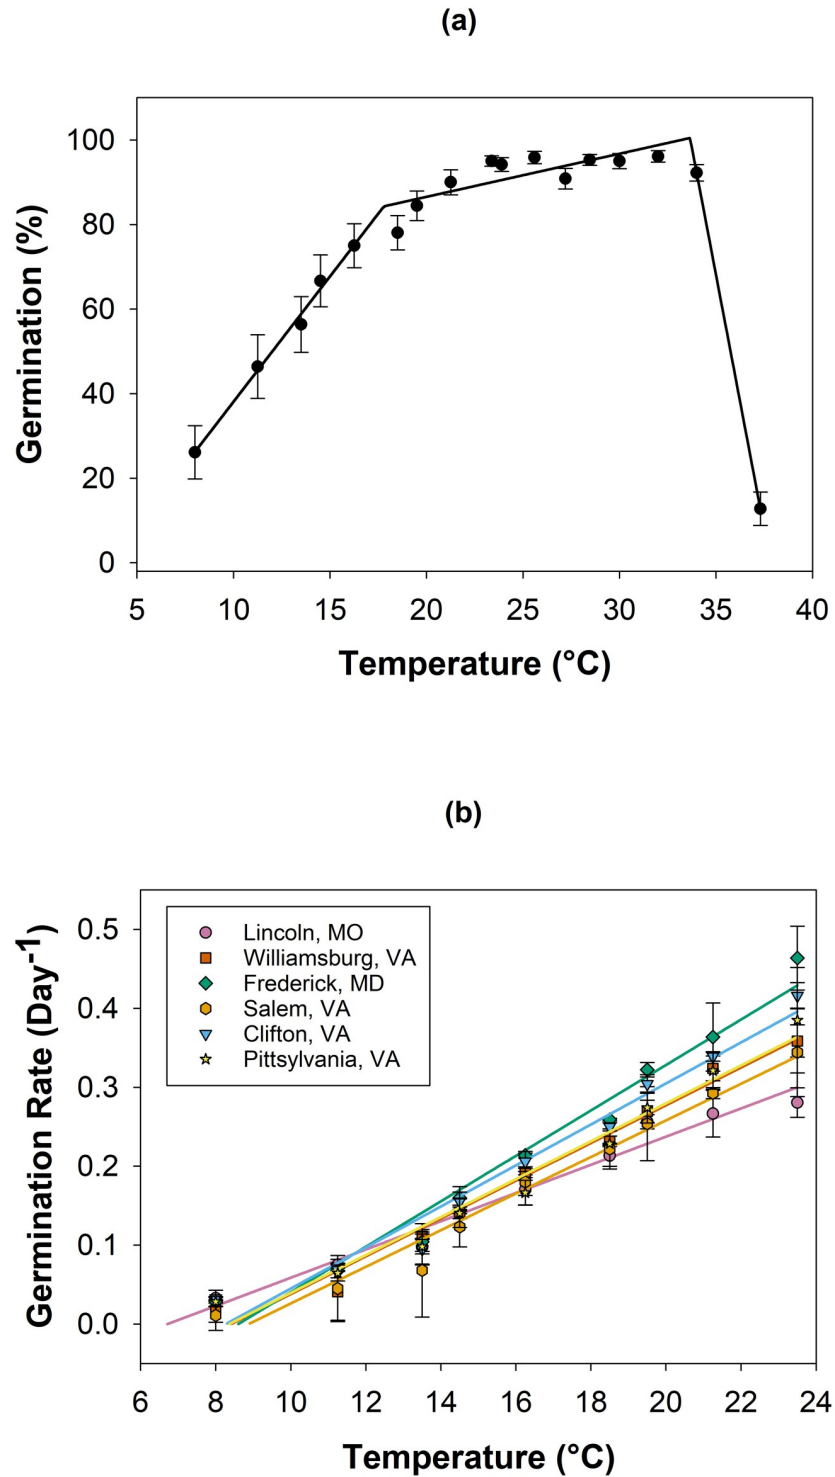 (a)
Germination (%)
100
80
60
40
20
0
5 10 15 20 25 30 35 40
Temperature (°C)
(b)
Germination Rate (Day-1)
0.5
0.4
0.3
0.2
0.1
0.0
Lincoln, MO
Williamsburg, VA
Frederick, MD
Salem, VA
Clifton, VA
Pittsylvania, VA
6 8 10 12 14 16 18 20 22 24
Temperature (°C)